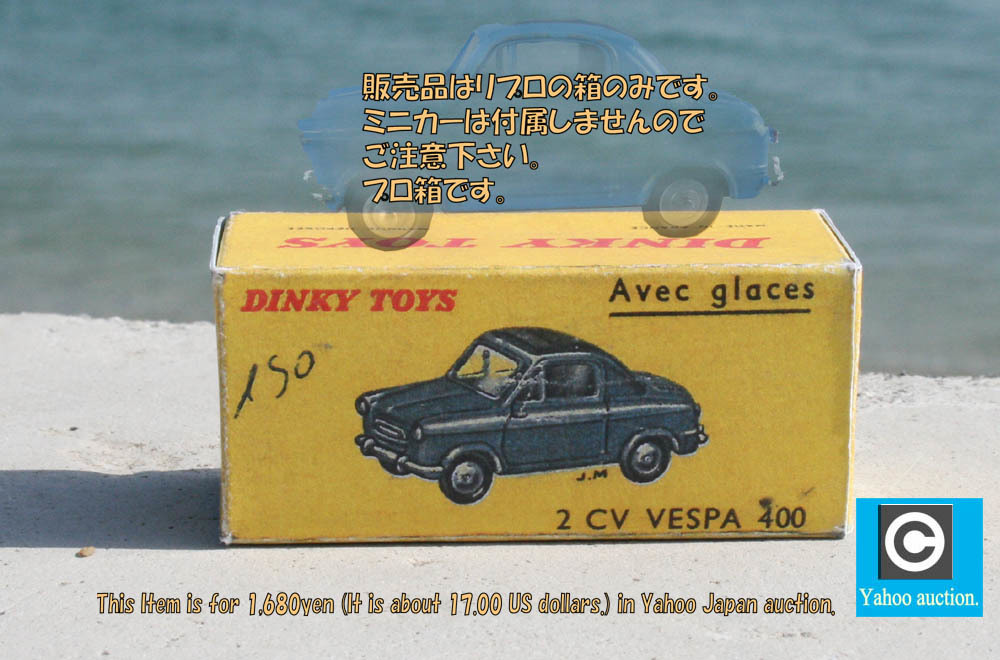 販売品はリプロの箱のみです。
ミニカーは付属しませんので
ご注意下さい。
プロ箱です。
MADE IN FRANCE
DINKY TOYS
DINKY TOYS
Avec glaces
150
J.M
2 CV VESPA 400
C
Yahoo auction.
This Item is for 1,680yen (It is about 17.00 US dollars.) in Yahoo Japan auction.